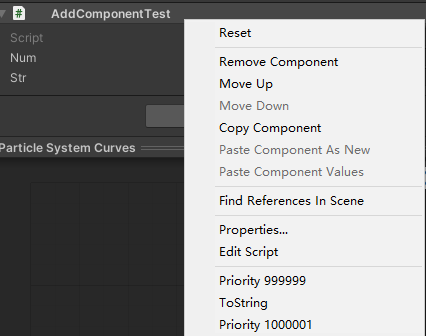 AddComponentTest
Script
Num
Str
Particle System Curves
Reset
Remove Component
Move Up
Move Down
Copy Component
Paste Component As New
Paste Component Values
Find References In Scene
Properties...
Edit Script
Priority 999999
ToString
Priority 1000001